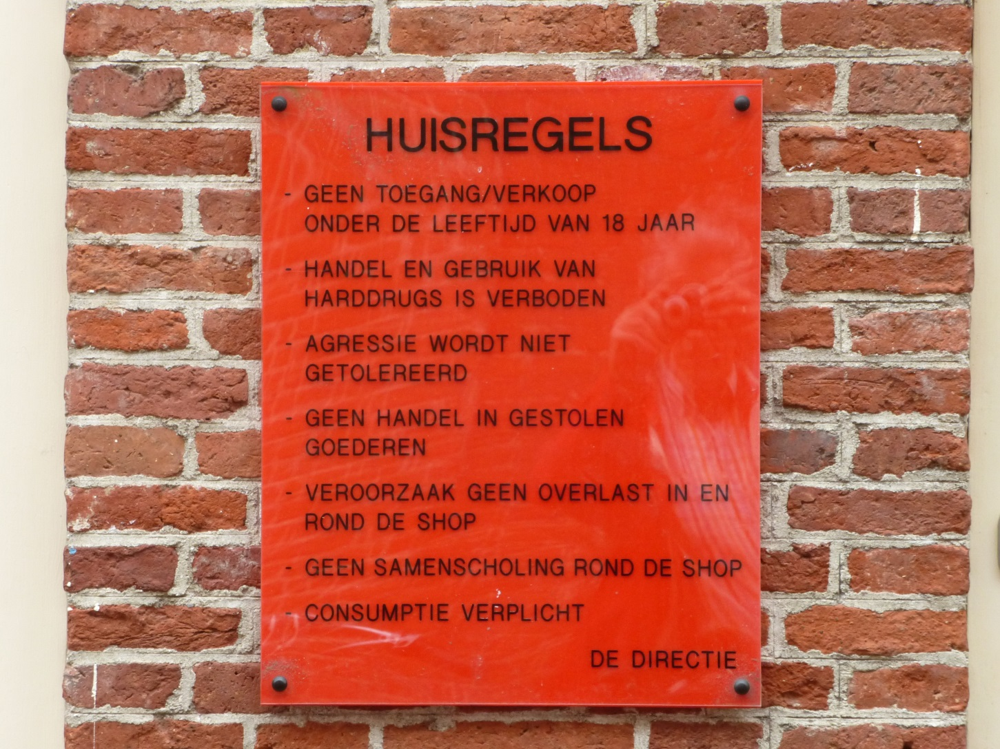 HUISREGELS
- GEEN TOEGANG/VERKOOP
ONDER DE LEEFTIJD VAN 18 JAAR
- HANDEL EN GEBRUIK VAN
HARDDRUGS IS VERBODEN
- AGRESSIE WORDT NIET
GETOLEREERD
- GEEN HANDEL IN GESTOLEN
GOEDEREN
- VEROORZAAK GEEN OVERLAST IN EN
ROND DE SHOP
- GEEN SAMENSCHOLING ROND DE SHOP
- CONSUMPTIE VERPLICHT
DE DIRECTIE